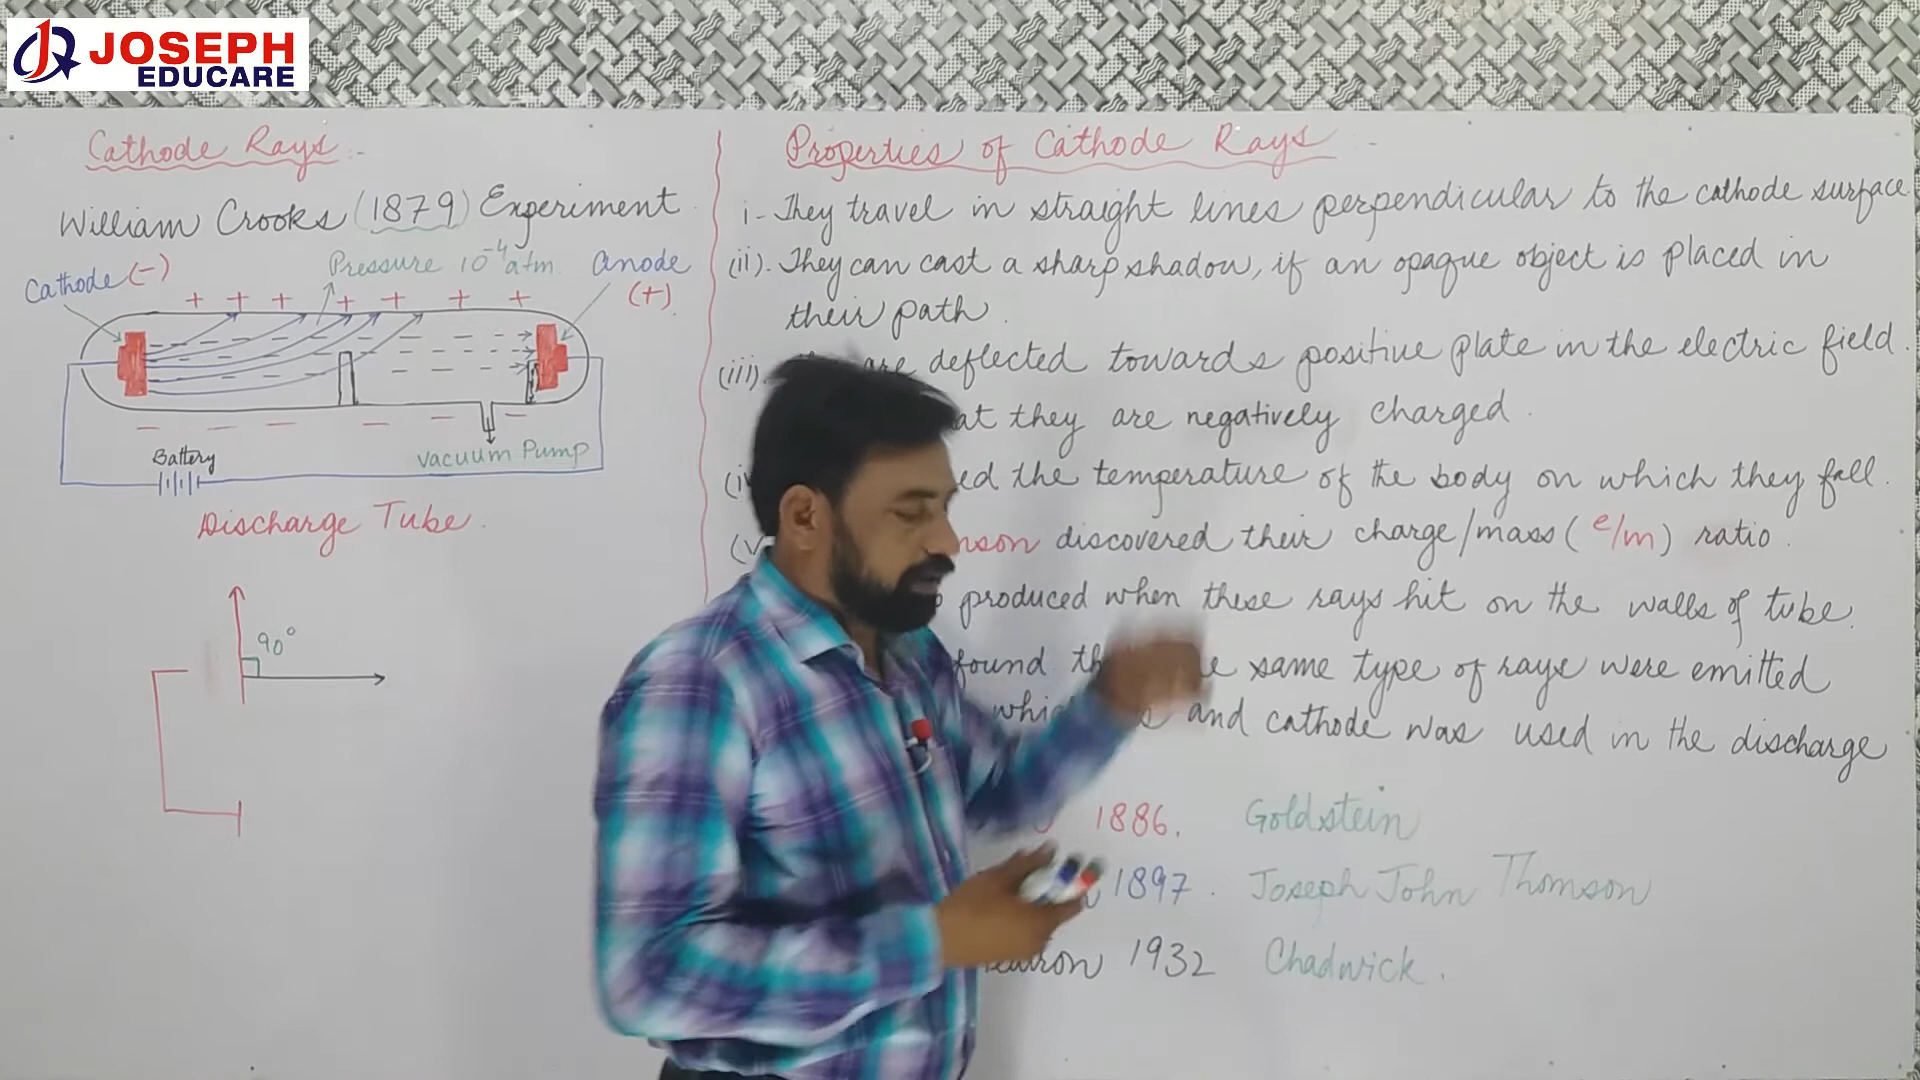 JOSEPH
EDUCARE
Cathode Rays
William Crooks (1879) Experiment
Cathode (-)
Pressure 10⁻⁴ atm
anode
(+)
+ + + + + + +
- - - - - -
Battery
Vacuum Pump
Discharge Tube.
90°
Properties of Cathode Rays
i- They travel in straight lines perpendicular to the cathode surface
(ii). They can cast a sharp shadow, if an opaque object is placed in
their path.
(iii). are deflected towards positive plate in the electric field.
they are negatively charged.
the temperature of the body on which they fall.
discovered their charge/mass (e/m) ratio.
produced when these rays hit on the walls of tube.
found same type of rays were emitted
and cathode was used in the discharge
1886. Goldstein
1897. Joseph John Thomson
1932 Chadwick.